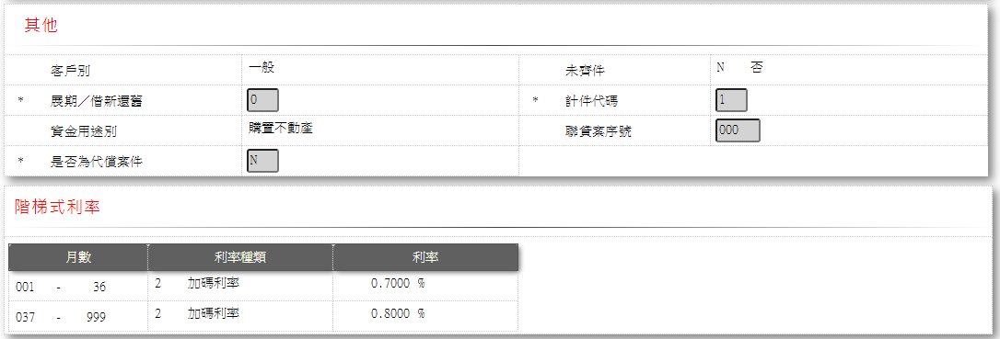 其他
客戶別 一般 未齊件 N 否
* 展期／借新還舊 0 * 計件代碼 1
資金用途別 購置不動產 聯貸案序號 000
* 是否為代償案件 N
階梯式利率
月數 利率種類 利率
001 - 36 2 加碼利率 0.7000 %
037 - 999 2 加碼利率 0.8000 %